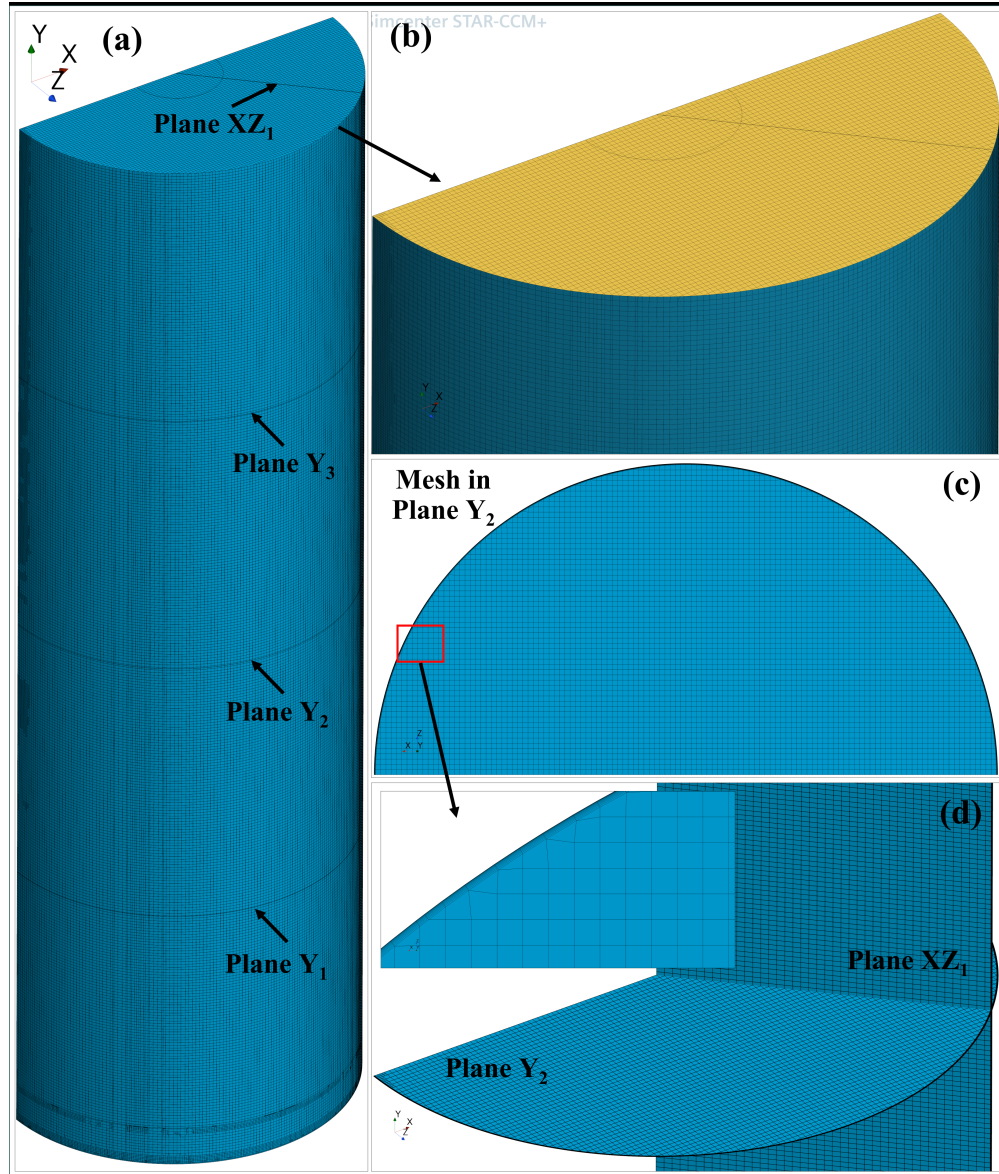 Simcenter STAR-CCM+
(a)
Y
X
Z
Plane XZ₁
Plane Y₃
Plane Y₂
Plane Y₁
(b)
Y
X
Z
Mesh in
Plane Y₂
(c)
Z
X Y
(d)
Plane XZ₁
Plane Y₂
Y
X
Z